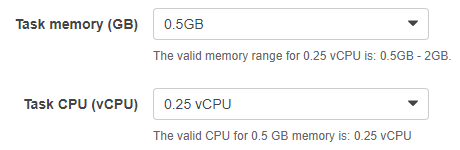 Task memory (GB) 0.5GB
The valid memory range for 0.25 vCPU is: 0.5GB - 2GB.
Task CPU (vCPU) 0.25 vCPU
The valid CPU for 0.5 GB memory is: 0.25 vCPU